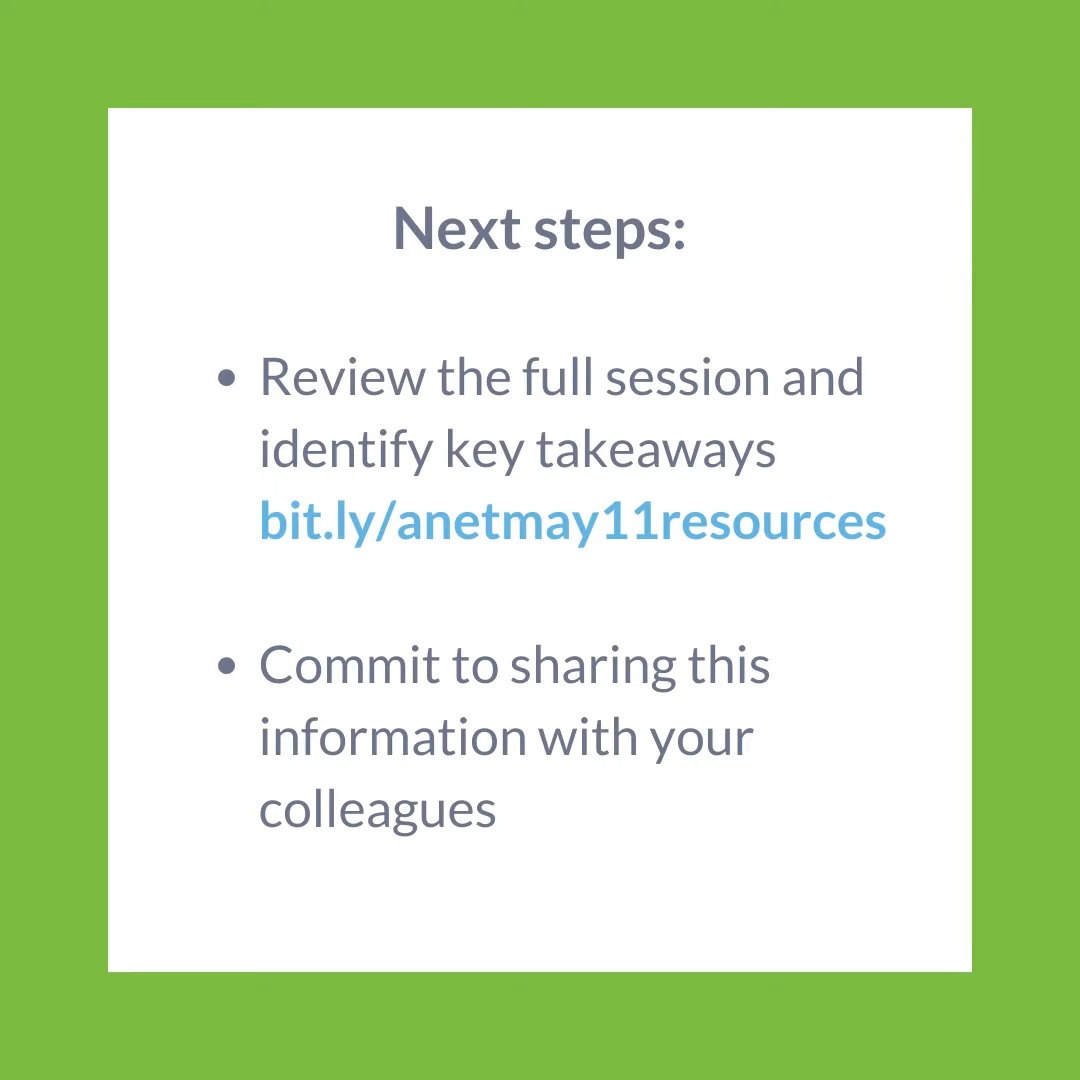 Next steps:
• Review the full session and
identify key takeaways
bit.ly/anetmay11resources
• Commit to sharing this
information with your
colleagues